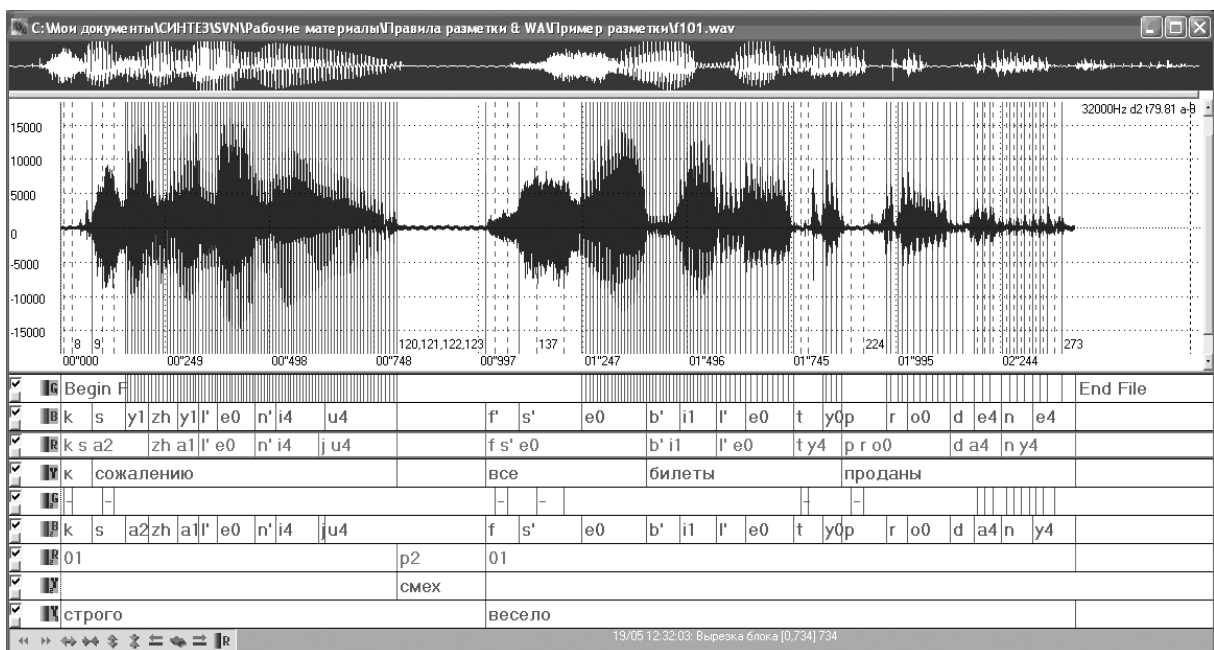 C:\Мои документы\СИНТЕЗ\SVN\Рабочие материалы\Правила разметки & WA\Пример разметки\f101.wav
32000Hz d2 t79.81 a-9
15000
10000
5000
0
-5000
-10000
-15000
8 9 120,121,122,123 137 224 273
00"000 00"249 00"498 00"748 00"997 01"247 01"496 01"745 01"995 02"244
G Begin F End File
B k s y1 zh y1 l' e0 n' i4 u4 f' s' e0 b' i1 l' e0 t y0 p r o0 d e4 n e4
R k s a2 zh a1 l' e0 n' i4 j u4 f s' e0 b' i1 l' e0 t y4 p r o0 d a4 n y4
Y к сожалению все билеты проданы
G - - - - - -
B k s a2 zh a1 l' e0 n' i4 j u4 f s' e0 b' i1 l' e0 t y0 p r o0 d a4 n y4
R 01 p2 01
Y смех
Y строго весело
R 19/05 12:32:03: Вырезка блока [0,734] 734